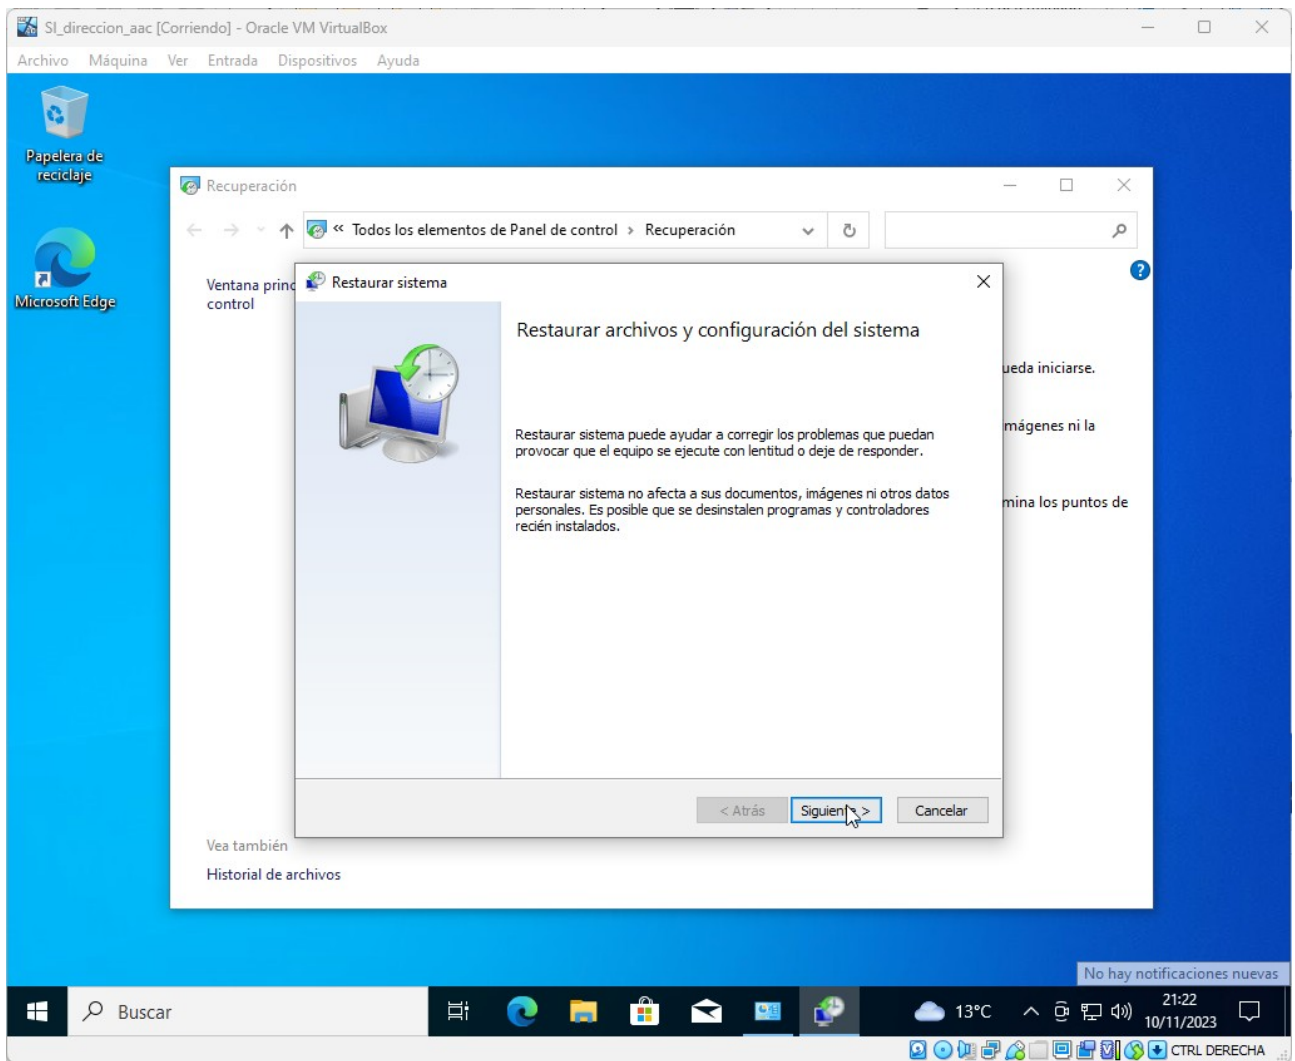 SI_direccion_aac [Corriendo] - Oracle VM VirtualBox
Archivo Máquina Ver Entrada Dispositivos Ayuda
Papelera de
reciclaje
Microsoft Edge
Recuperación
« Todos los elementos de Panel de control > Recuperación
Ventana princ
control
Restaurar sistema
Restaurar archivos y configuración del sistema
ueda iniciarse.
mágenes ni la
Restaurar sistema puede ayudar a corregir los problemas que puedan
provocar que el equipo se ejecute con lentitud o deje de responder.
Restaurar sistema no afecta a sus documentos, imágenes ni otros datos
personales. Es posible que se desinstalen programas y controladores
recién instalados.
mina los puntos de
< Atrás Siguiente > Cancelar
Vea también
Historial de archivos
No hay notificaciones nuevas
Buscar
13°C
21:22
10/11/2023
CTRL DERECHA